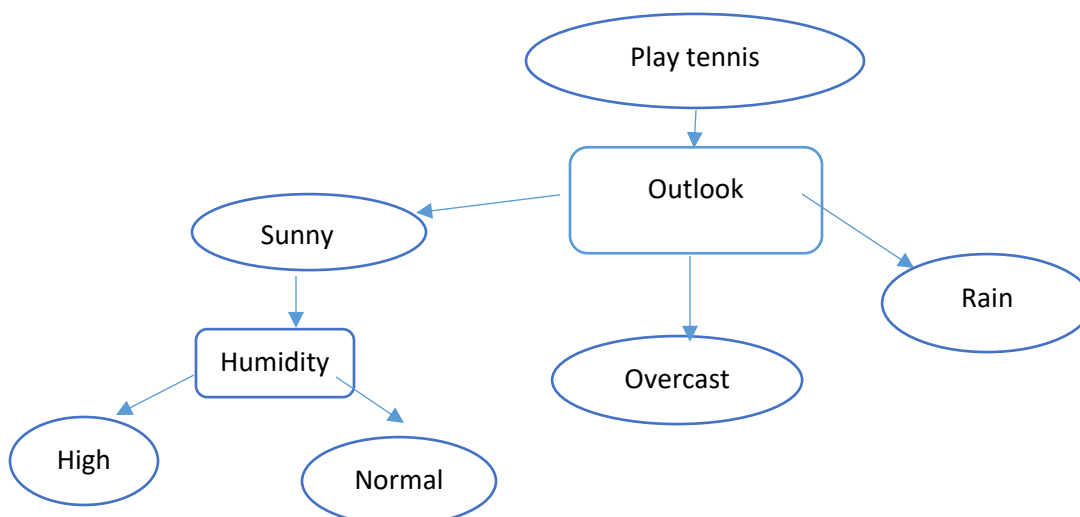 Play tennis
Outlook
Sunny
Rain
Humidity
Overcast
High
Normal